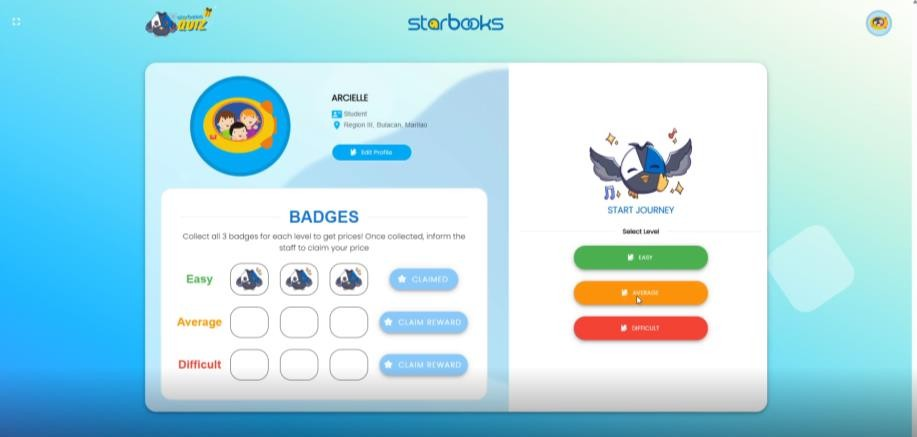 starbooks
QUIZ
starbooks
ARCIELLE
Student
Region III, Bulacan, Marilao
Edit Profile
BADGES
Collect all 3 badges for each level to get prices! Once collected, inform the
staff to claim your price
Easy
CLAIMED
Average
CLAIM REWARD
Difficult
CLAIM REWARD
START JOURNEY
Select Level
EASY
AVERAGE
DIFFICULT